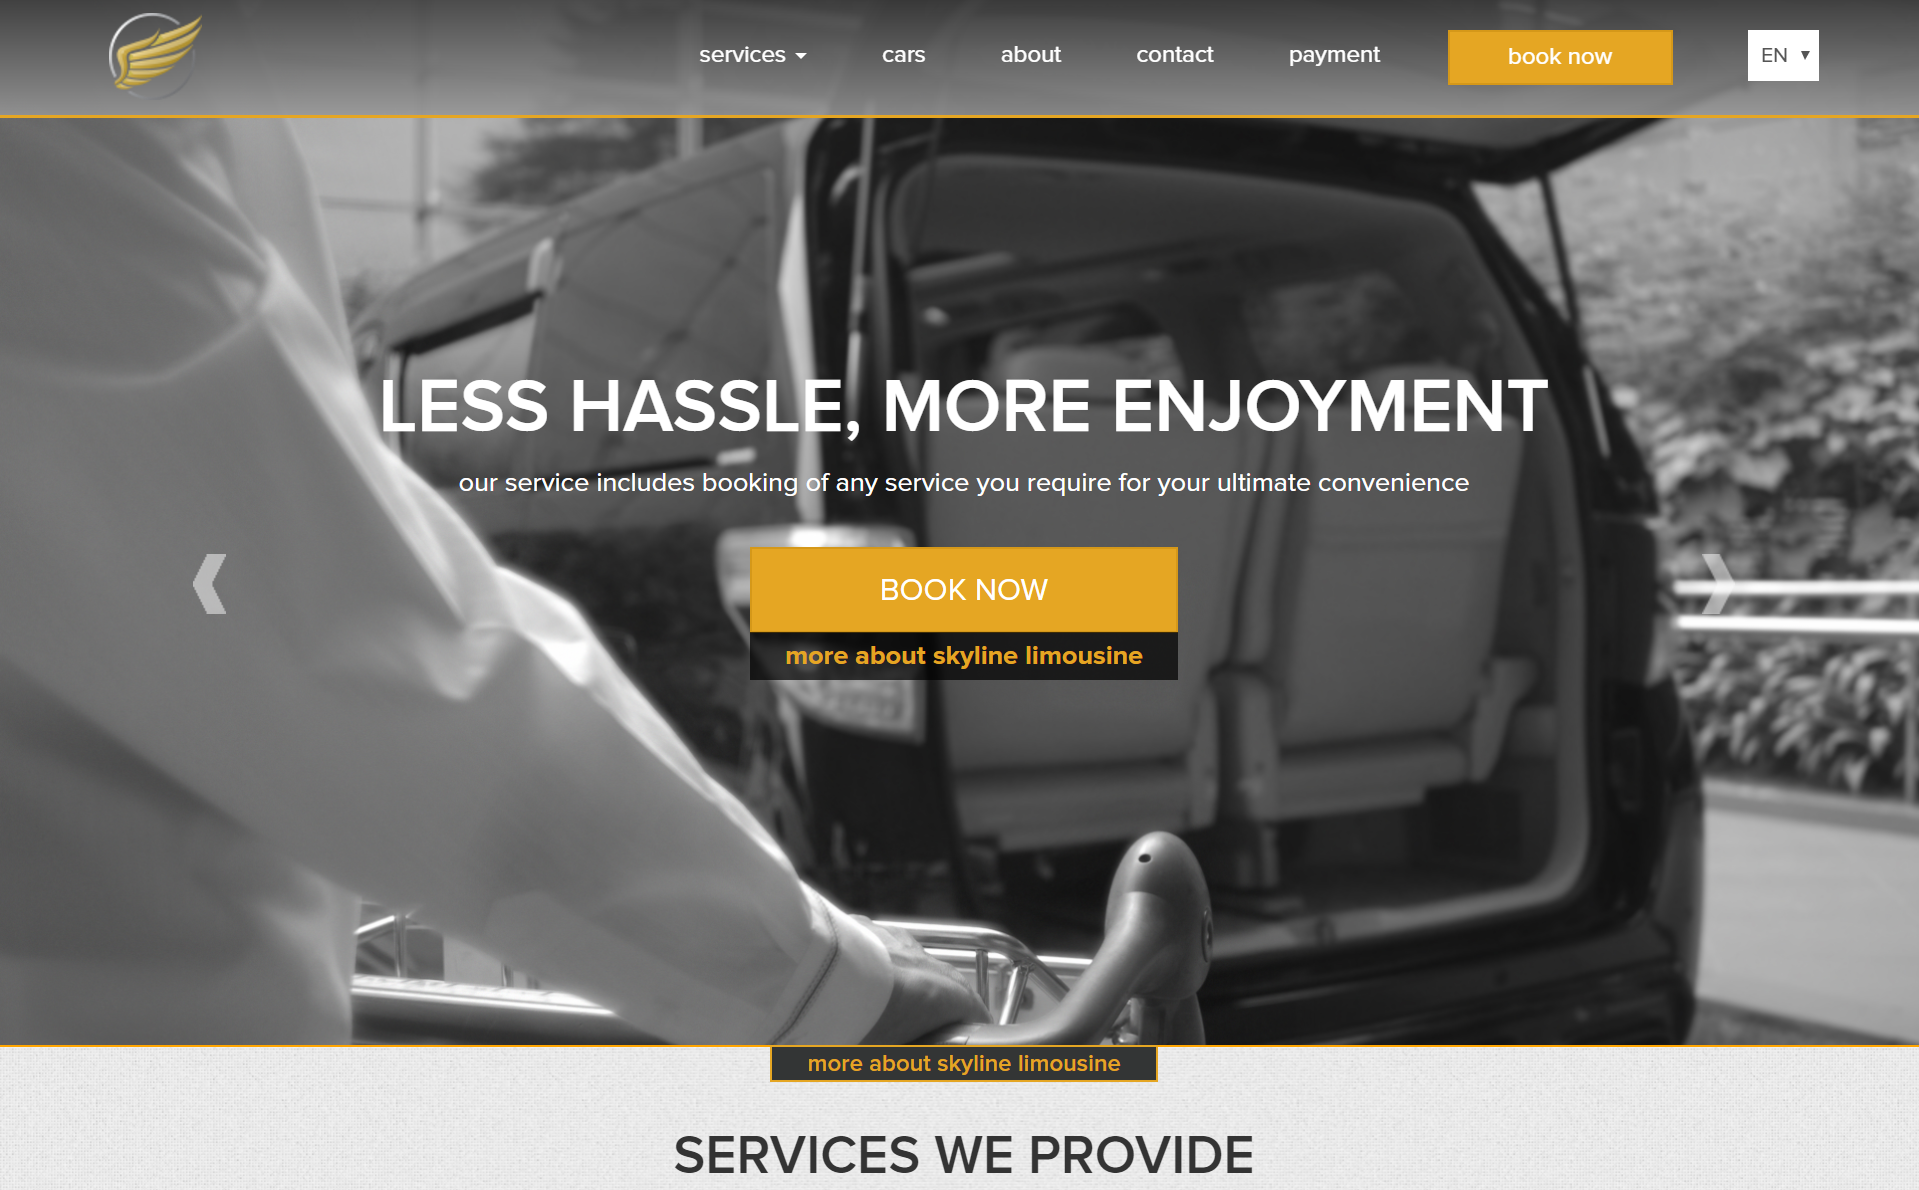 services
cars
about
contact
payment
book now
EN
LESS HASSLE, MORE ENJOYMENT
our service includes booking of any service you require for your ultimate convenience
BOOK NOW
more about skyline limousine
more about skyline limousine
SERVICES WE PROVIDE